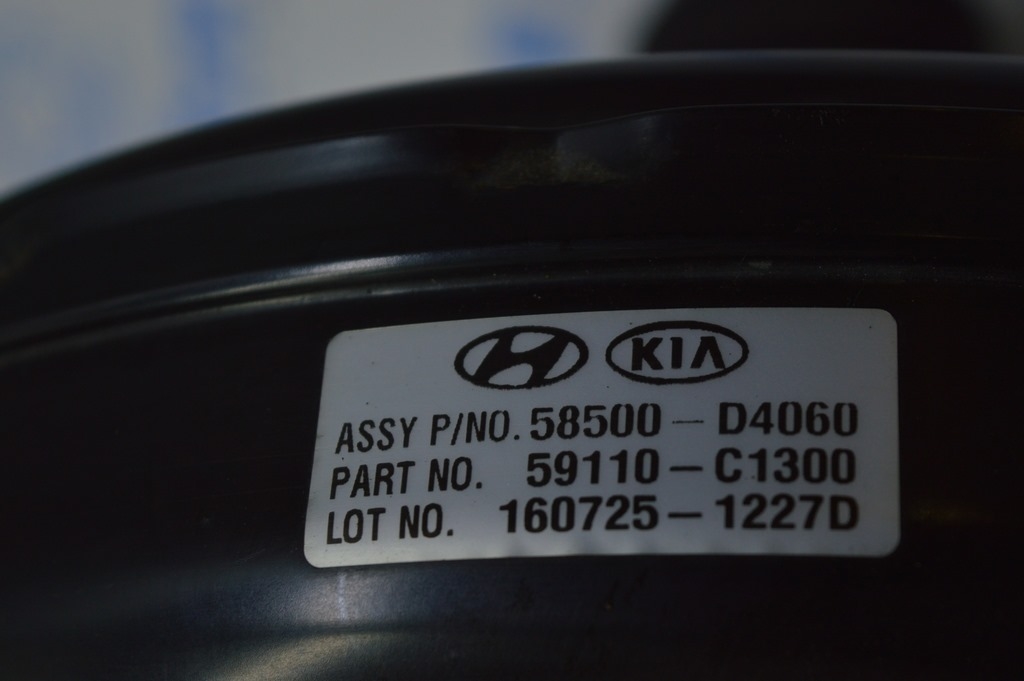 KIA
ASSY P/NO. 58500 - D4060
PART NO. 59110 - C1300
LOT NO. 160725 - 1227D